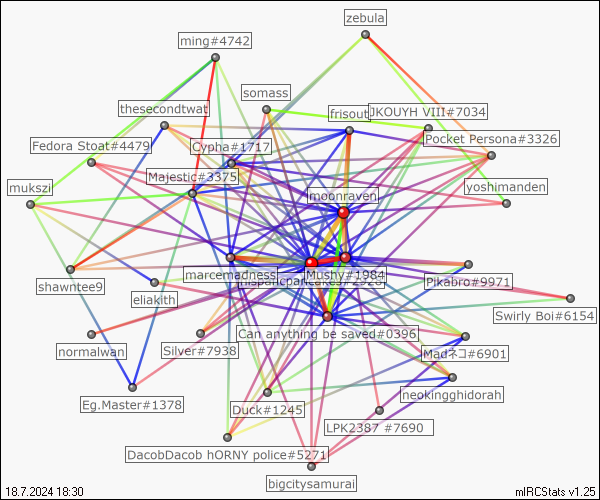 zebula
ming#4742
somass
thesecondtwat
frisouty
JKOUYH VIII#7034
Pocket Persona#3326
Fedora Stoat#4479
Cypha#1717
Majestic#3375
mukszi
moonraven
yoshimanden
marcemadness
Mushy#1984
shawntee9
eliakith
Pikabro#9971
Swirly Boi#6154
Can anything be saved#0396
normalwan
Silver#7938
Madネコ#6901
neokingghidorah
Eg.Master#1378
Duck#1245
LPK2387 #7690
DacobDacob hORNY police#5271
bigcitysamurai
18.7.2024 18:30
mIRCStats v1.25